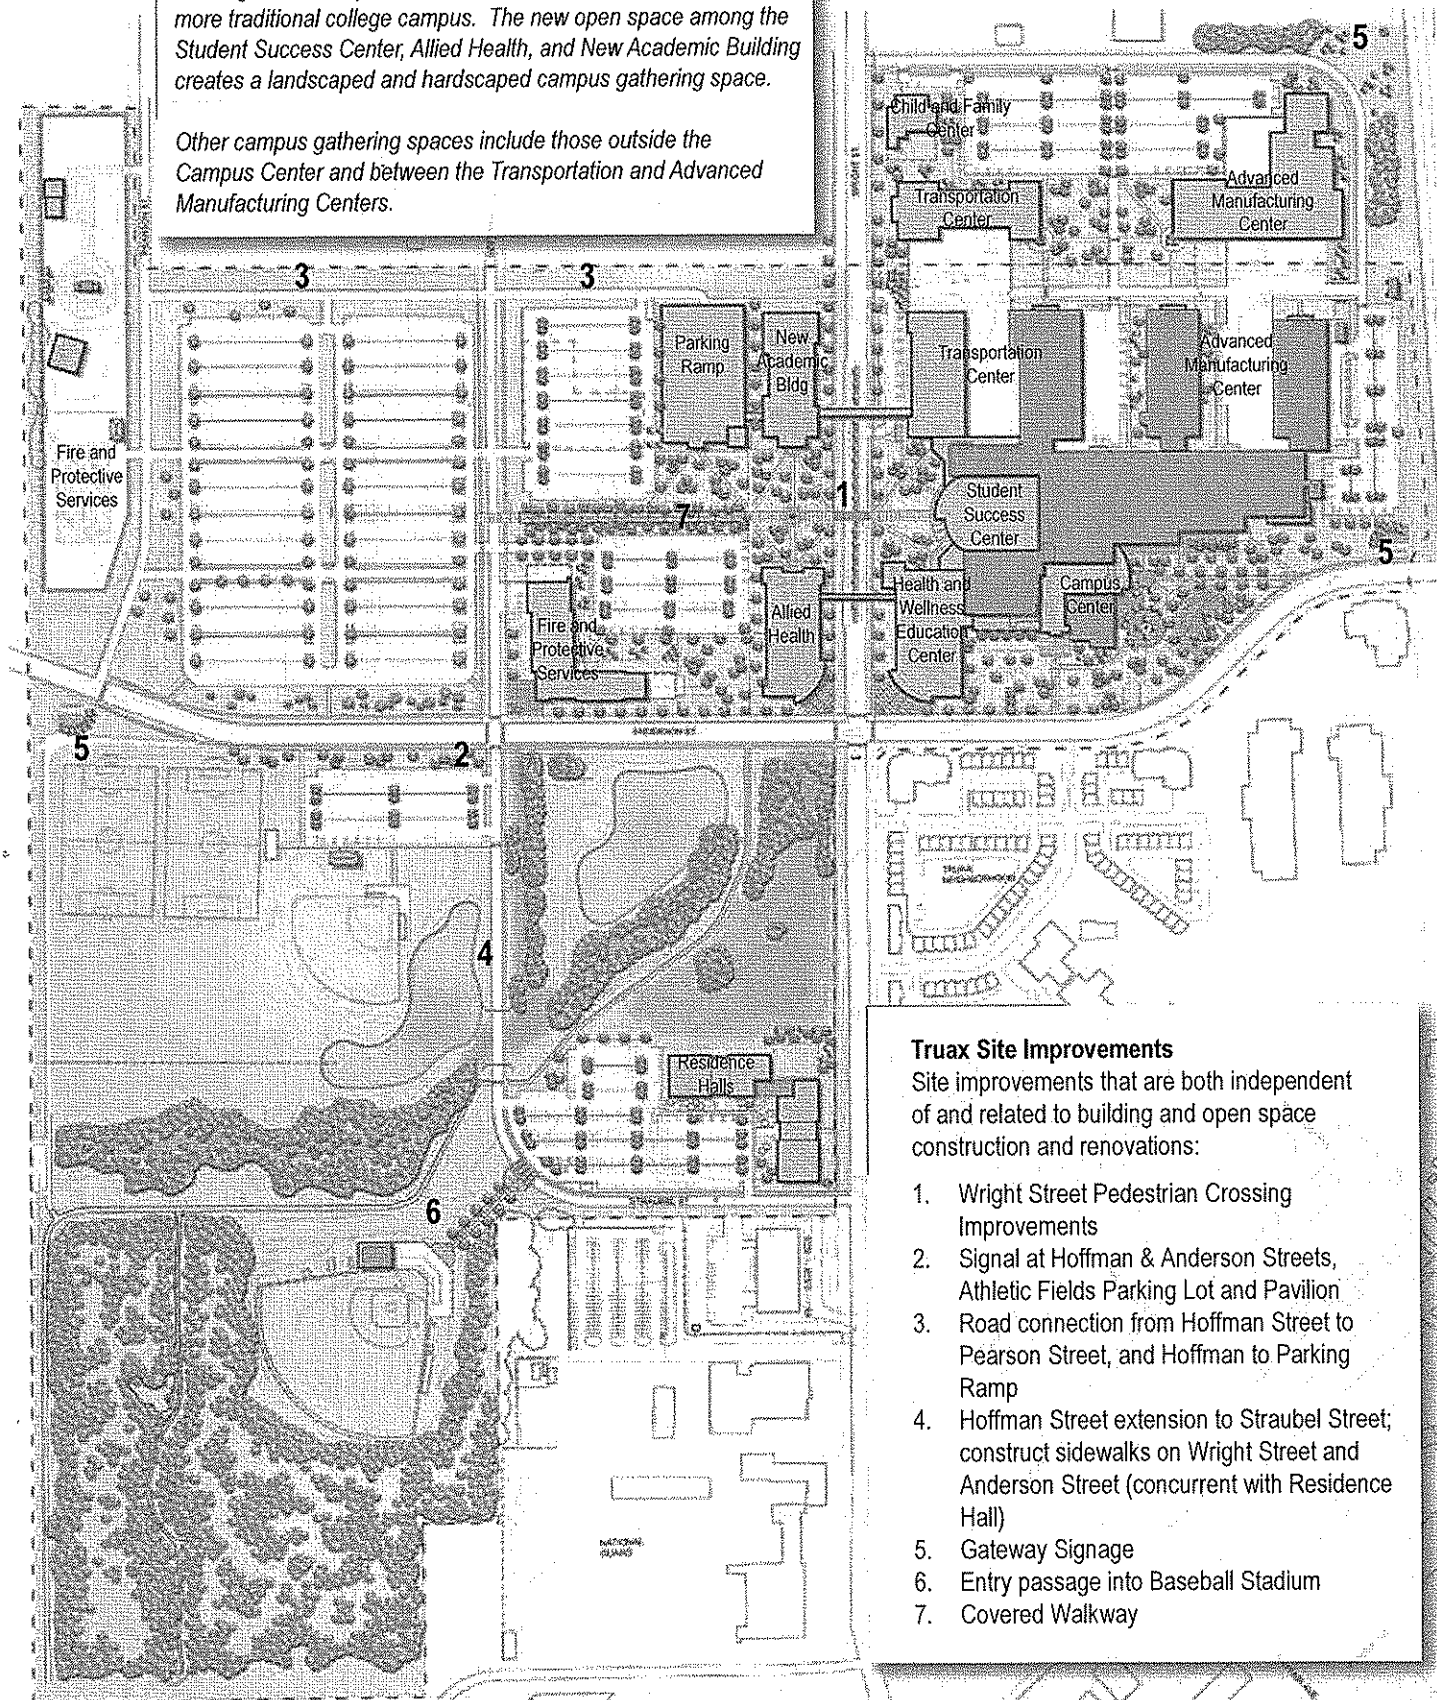 more traditional college campus. The new open space among the
Student Success Center, Allied Health, and New Academic Building
creates a landscaped and hardscaped campus gathering space.
Other campus gathering spaces include those outside the
Campus Center and between the Transportation and Advanced
Manufacturing Centers.
5
Child and Family
Center
Transportation
Center
Advanced
Manufacturing
Center
3
3
Parking
Ramp
New
Academic
Bldg
Transportation
Center
Advanced
Manufacturing
Center
Fire and
Protective
Services
1
Student
Success
Center
7
5
Health and
Wellness
Education
Center
Campus
Center
Allied
Health
Fire and
Protective
Services
5
2
4
Residence
Halls
6
NATIONAL
GUARD
Truax Site Improvements
Site improvements that are both independent
of and related to building and open space
construction and renovations:
1. Wright Street Pedestrian Crossing
Improvements
2. Signal at Hoffman & Anderson Streets,
Athletic Fields Parking Lot and Pavilion
3. Road connection from Hoffman Street to
Pearson Street, and Hoffman to Parking
Ramp
4. Hoffman Street extension to Straubel Street;
construct sidewalks on Wright Street and
Anderson Street (concurrent with Residence
Hall)
5. Gateway Signage
6. Entry passage into Baseball Stadium
7. Covered Walkway